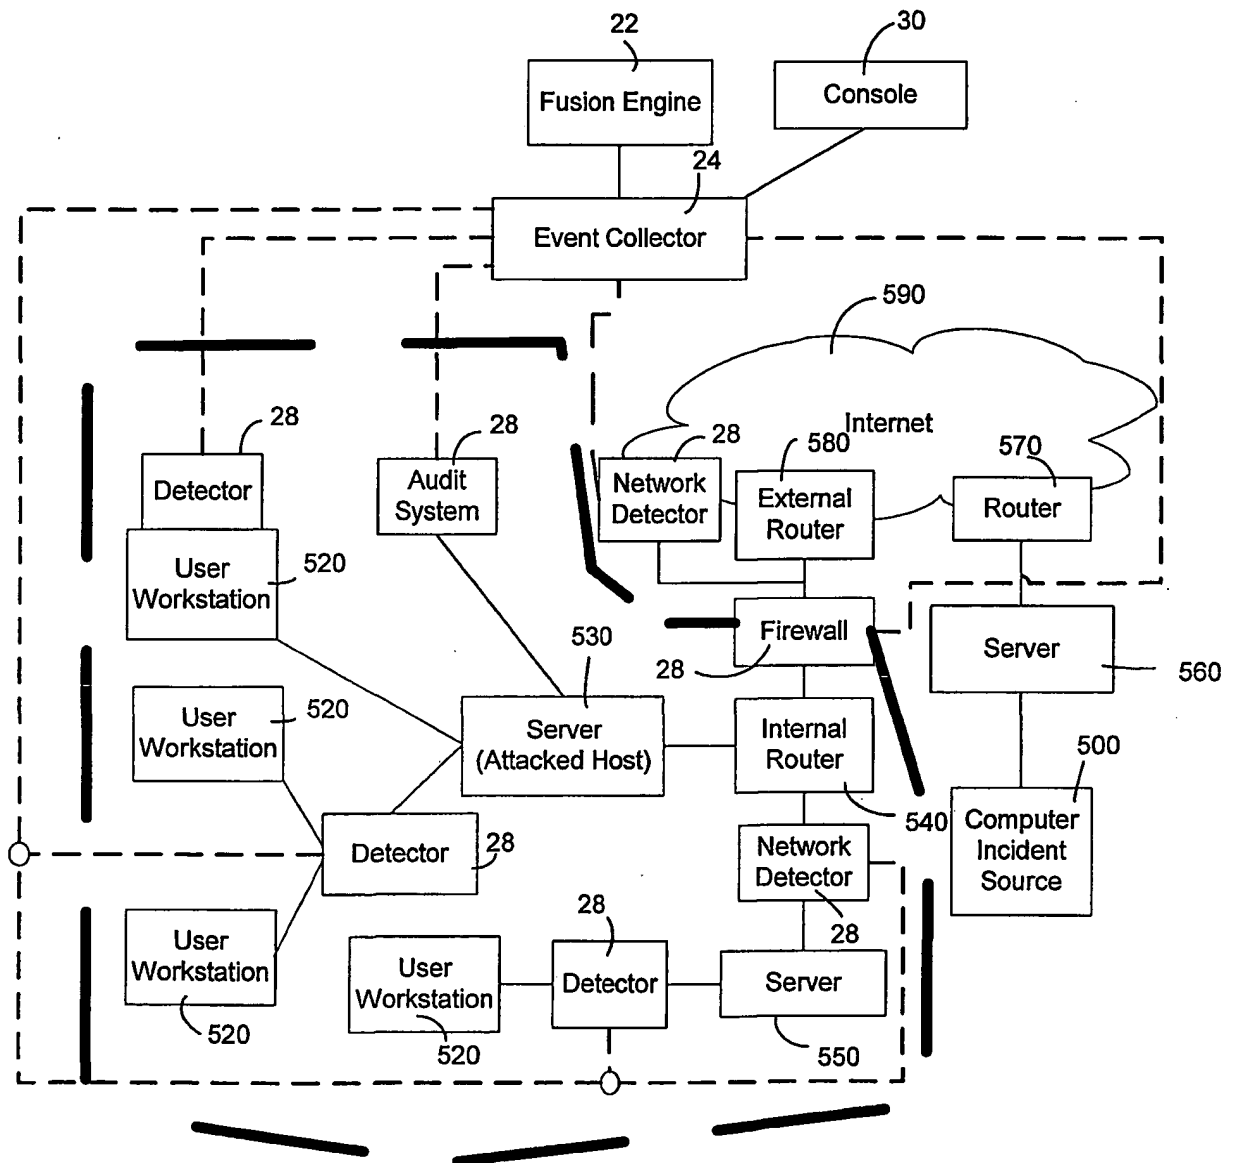 22
30
Fusion Engine
Console
24
Event Collector
590
Internet
28
28
28
580
570
Detector
Audit
System
Network
Detector
External
Router
Router
User
Workstation
520
530
Firewall
28
Server
560
User
Workstation
520
Server
(Attacked Host)
Internal
Router
540
500
Computer
Incident
Source
Detector
28
Network
Detector
28
28
User
Workstation
520
User
Workstation
520
Detector
Server
550